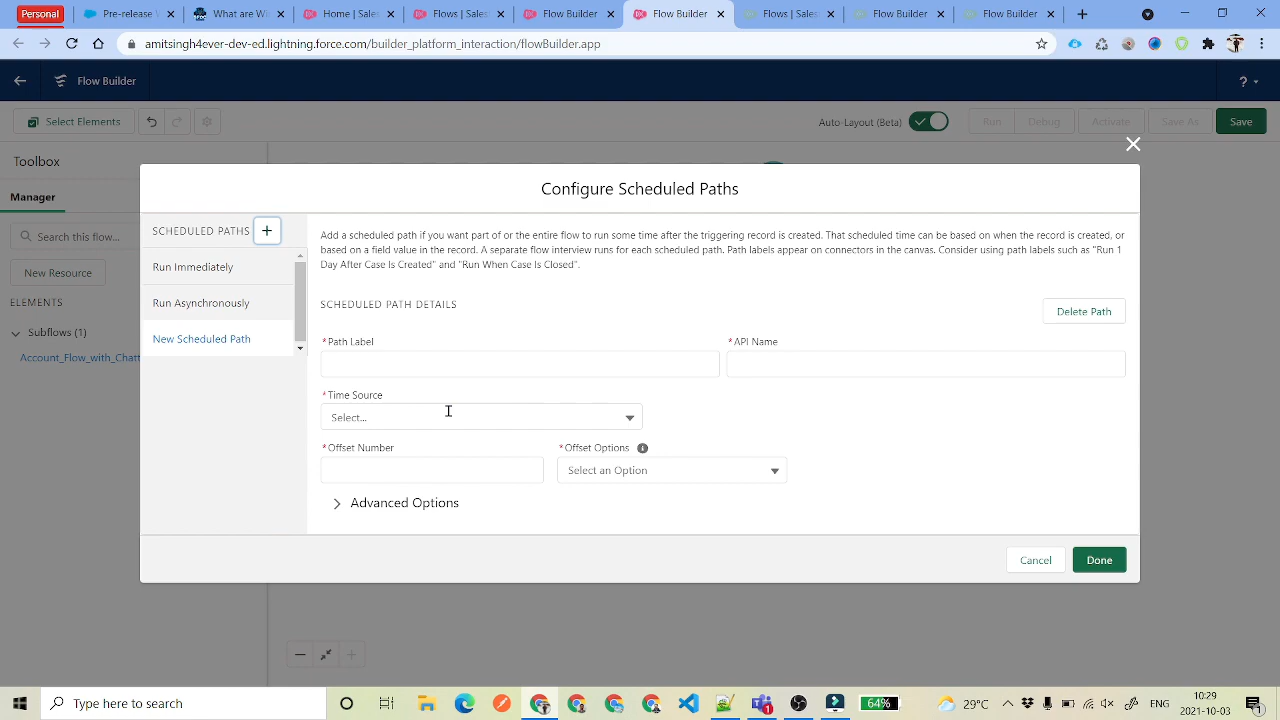 Personal
Pre-release
What are W
Hand | Sales
Flows | Sales
Flow Builder
Flow Builder
Flows | Sales
Flow Builder
Flow Builder
amitsingh4ever-dev-ed.lightning.force.com/builder_platform_interaction/flowBuilder.app
Flow Builder
?
Select Elements
Auto-Layout (Beta)
Run
Debug
Activate
Save As
Save
Toolbox
Configure Scheduled Paths
Manager
SCHEDULED PATHS
Add a scheduled path if you want part of or the entire flow to run some time after the triggering record is created. That scheduled time can be based on when the record is created, or
based on a field value in the record. A separate flow interview runs for each scheduled path. Path labels appear on connectors in the canvas. Consider using path labels such as "Run 1
Day After Case Is Created" and "Run When Case Is Closed".
Search this flow...
New Resource
Run Immediately
ELEMENTS
Run Asynchronously
SCHEDULED PATH DETAILS
Delete Path
Subflows (1)
New Scheduled Path
*Path Label
*API Name
Account_Flow_with_Chatt
*Time Source
Select...
*Offset Number
*Offset Options
Select an Option
Advanced Options
Cancel
Done
Type here to search
64%
29°C
ENG
10:29
2021-10-03